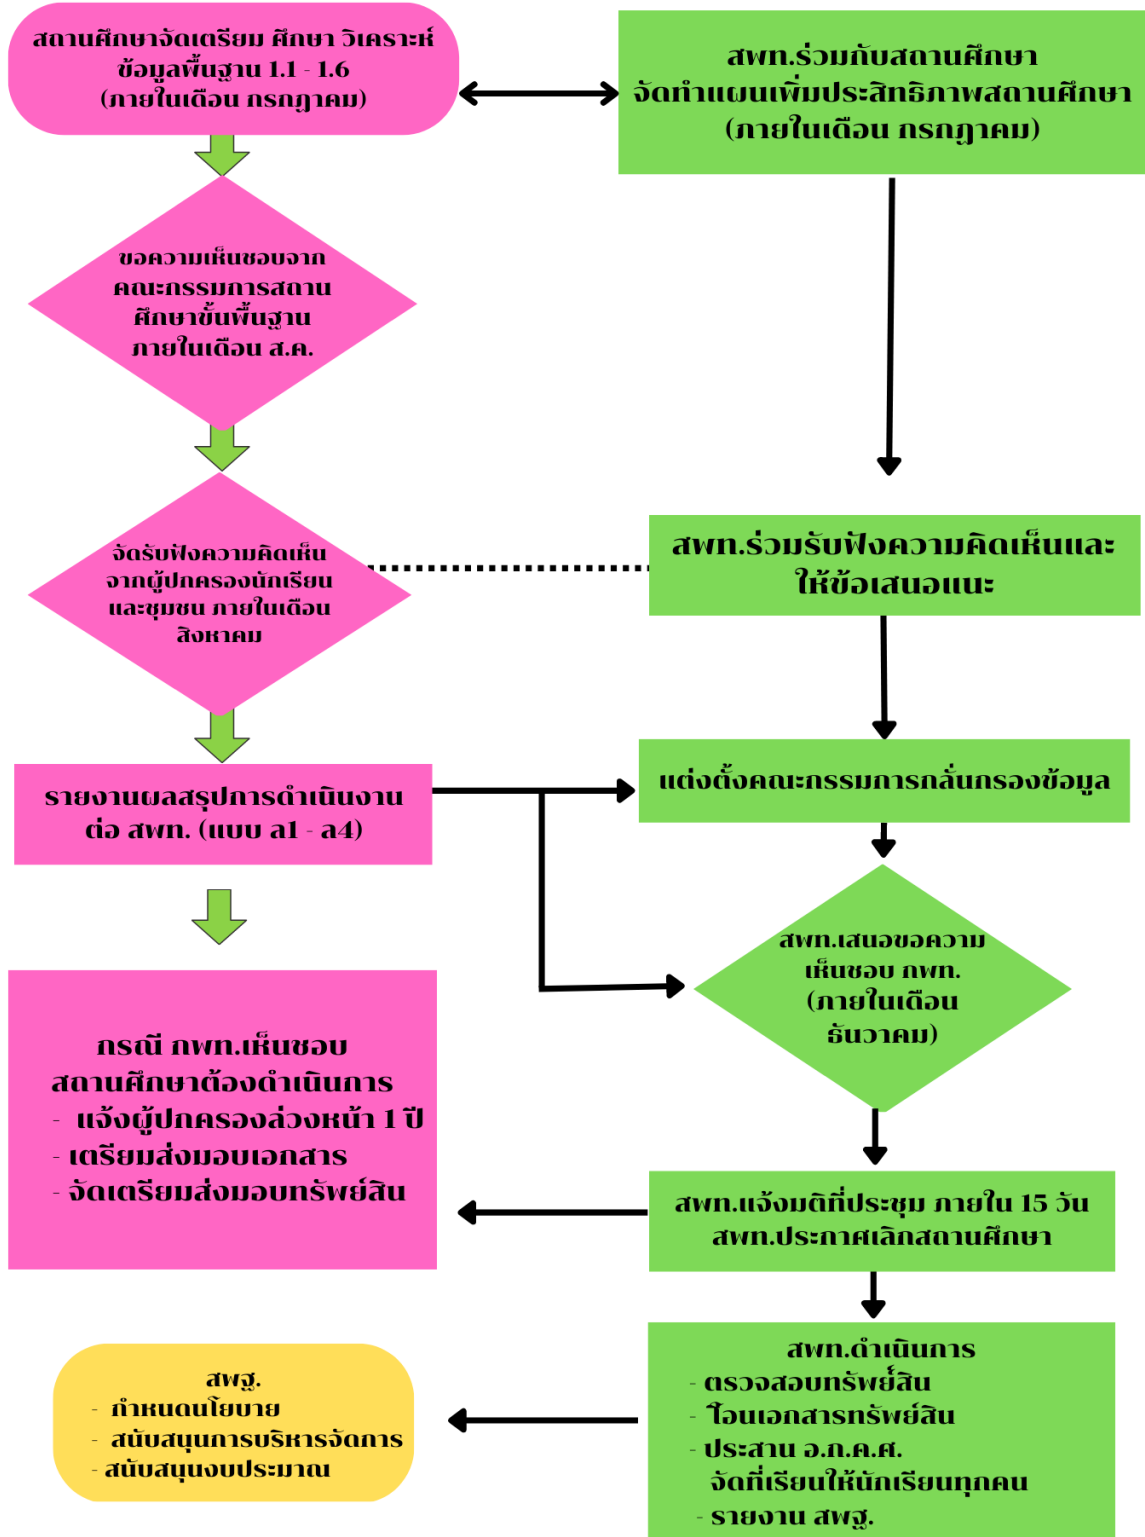 สถานศึกษาจัดเตรียม ศึกษา วิเคราะห์
ข้อมูลพื้นฐาน 1.1 - 1.6
(ภายในเดือน กรกฎาคม)
สพท.ร่วมกับสถานศึกษา
จัดทำแผนเพิ่มประสิทธิภาพสถานศึกษา
(ภายในเดือน กรกฎาคม)
ขอความเห็นชอบจาก
คณะกรรมการสถาน
ศึกษาขั้นพื้นฐาน
ภายในเดือน ส.ค.
จัดรับฟังความคิดเห็น
จากผู้ปกครองนักเรียน
และชุมชน ภายในเดือน
สิงหาคม
สพท.ร่วมรับฟังความคิดเห็นและ
ให้ข้อเสนอแนะ
รายงานผลสรุปการดำเนินงาน
ต่อ สพท. (แบบ ล1 - ล4)
แต่งตั้งคณะกรรมการกลั่นกรองข้อมูล
สพท.เสนอขอความ
เห็นชอบ กพท.
(ภายในเดือน
ธันวาคม)
กรณี กพท.เห็นชอบ
สถานศึกษาต้องดำเนินการ
- แจ้งผู้ปกครองล่วงหน้า 1 ปี
- เตรียมส่งมอบเอกสาร
- จัดเตรียมส่งมอบทรัพย์สิน
สพท.แจ้งมติที่ประชุม ภายใน 15 วัน
สพท.ประกาศเลิกสถานศึกษา
สพท.ดำเนินการ
- ตรวจสอบทรัพย์สิน
- โอนเอกสารทรัพย์สิน
- ประสาน อ.ก.ค.ศ.
จัดที่เรียนให้นักเรียนทุกคน
- รายงาน สพฐ.
สพฐ.
- กำหนดนโยบาย
- สนับสนุนการบริหารจัดการ
- สนับสนุนงบประมาณ